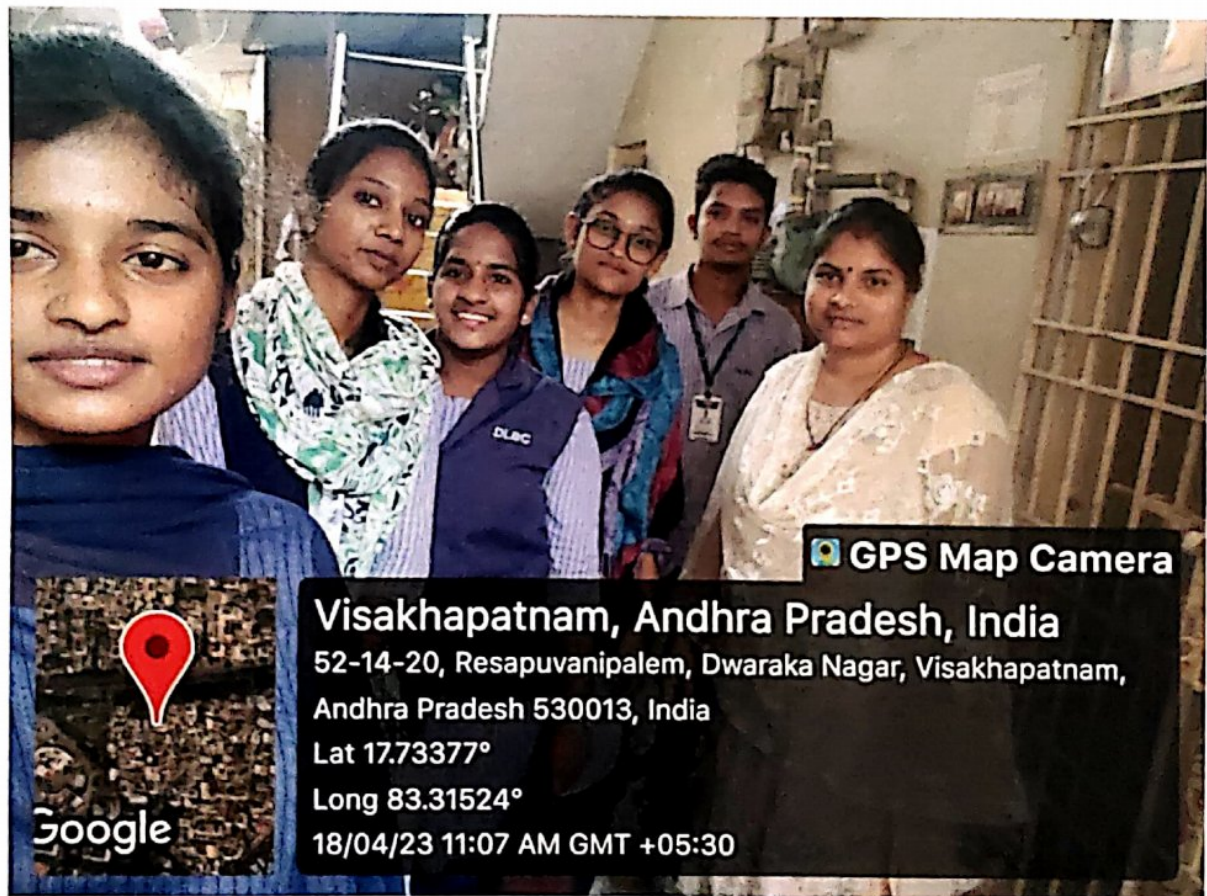 DLBC
GPS Map Camera
Visakhapatnam, Andhra Pradesh, India
52-14-20, Resapuvanipalem, Dwaraka Nagar, Visakhapatnam,
Andhra Pradesh 530013, India
Lat 17.73377°
Long 83.31524°
18/04/23 11:07 AM GMT +05:30
Google